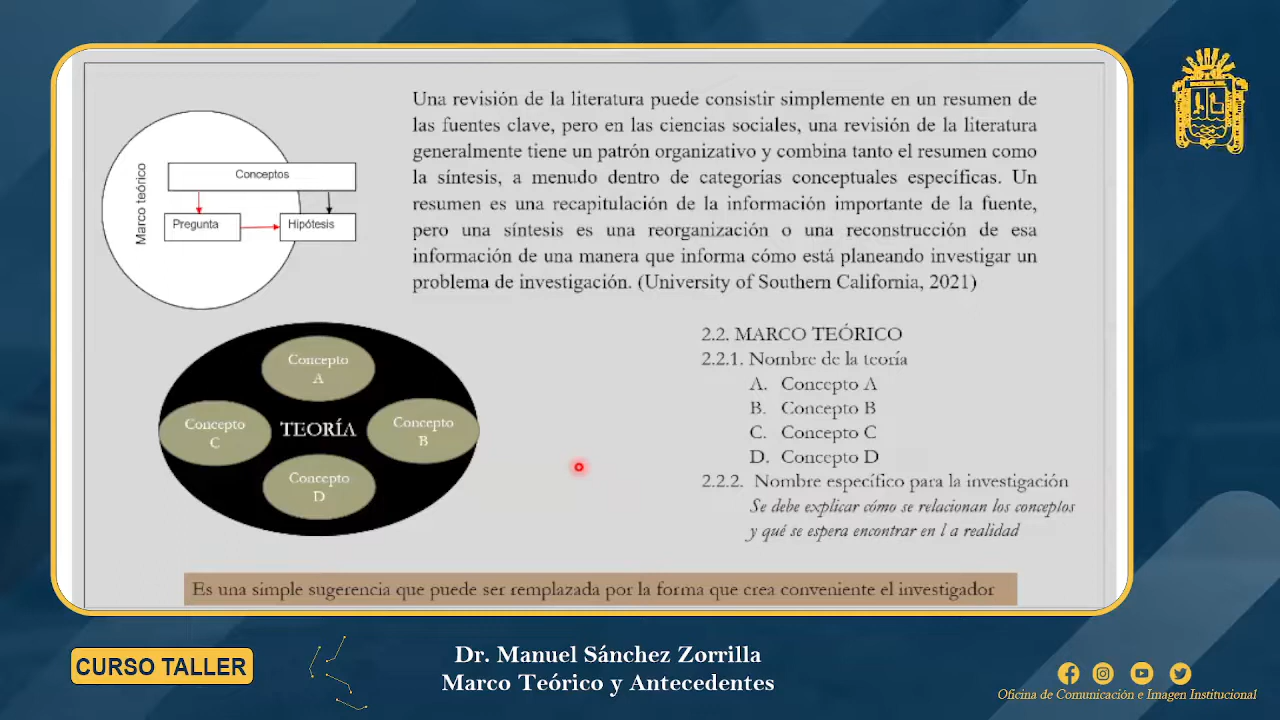 Una revisión de la literatura puede consistir simplemente en un resumen de
las fuentes clave, pero en las ciencias sociales, una revisión de la literatura
generalmente tiene un patrón organizativo y combina tanto el resumen como
la síntesis, a menudo dentro de categorías conceptuales específicas. Un
resumen es una recapitulación de la información importante de la fuente,
pero una síntesis es una reorganización o una reconstrucción de esa
información de una manera que informa cómo está planeando investigar un
problema de investigación. (University of Southern California, 2021)
Marco teórico
Conceptos
Pregunta
Hipótesis
Concepto
A
Concepto
C
TEORÍA
Concepto
B
Concepto
D
2.2. MARCO TEÓRICO
2.2.1. Nombre de la teoría
A. Concepto A
B. Concepto B
C. Concepto C
D. Concepto D
2.2.2. Nombre específico para la investigación
Se debe explicar cómo se relacionan los conceptos
y qué se espera encontrar en l a realidad
Es una simple sugerencia que puede ser remplazada por la forma que crea conveniente el investigador
CURSO TALLER
Dr. Manuel Sánchez Zorrilla
Marco Teórico y Antecedentes
Oficina de Comunicación e Imagen Institucional